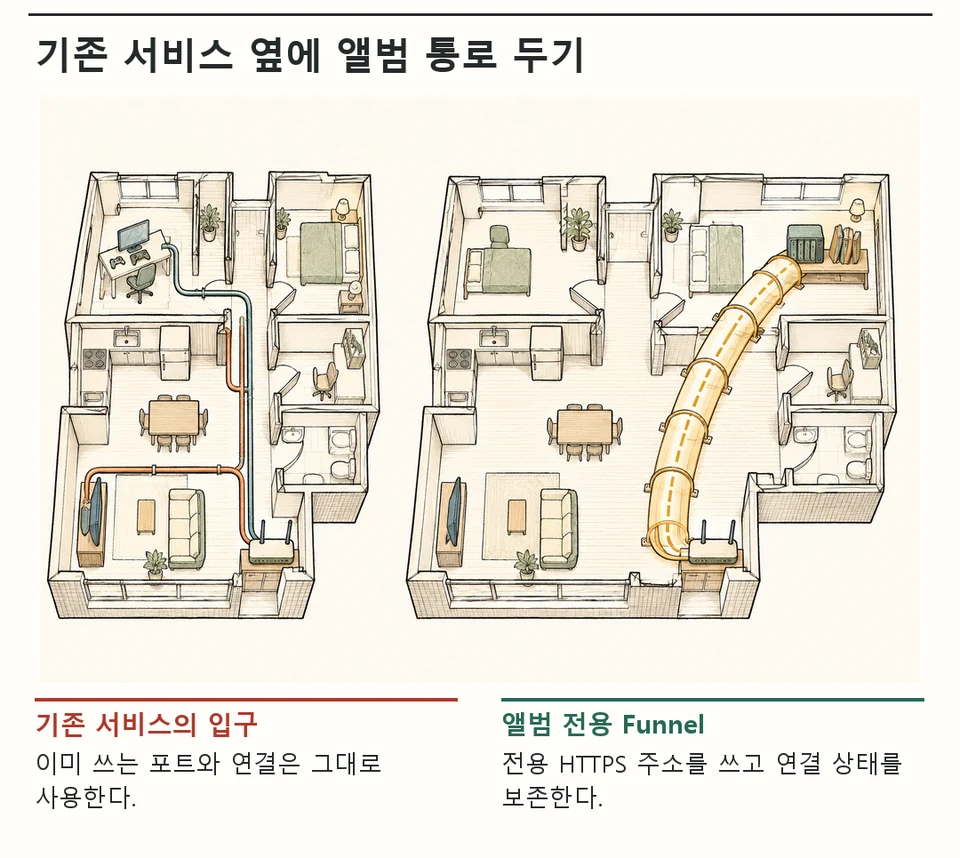 기존 서비스 옆에 앨범 통로 두기
기존 서비스의 입구
이미 쓰는 포트와 연결은 그대로
사용한다.
앨범 전용 Funnel
전용 HTTPS 주소를 쓰고 연결 상태를
보존한다.